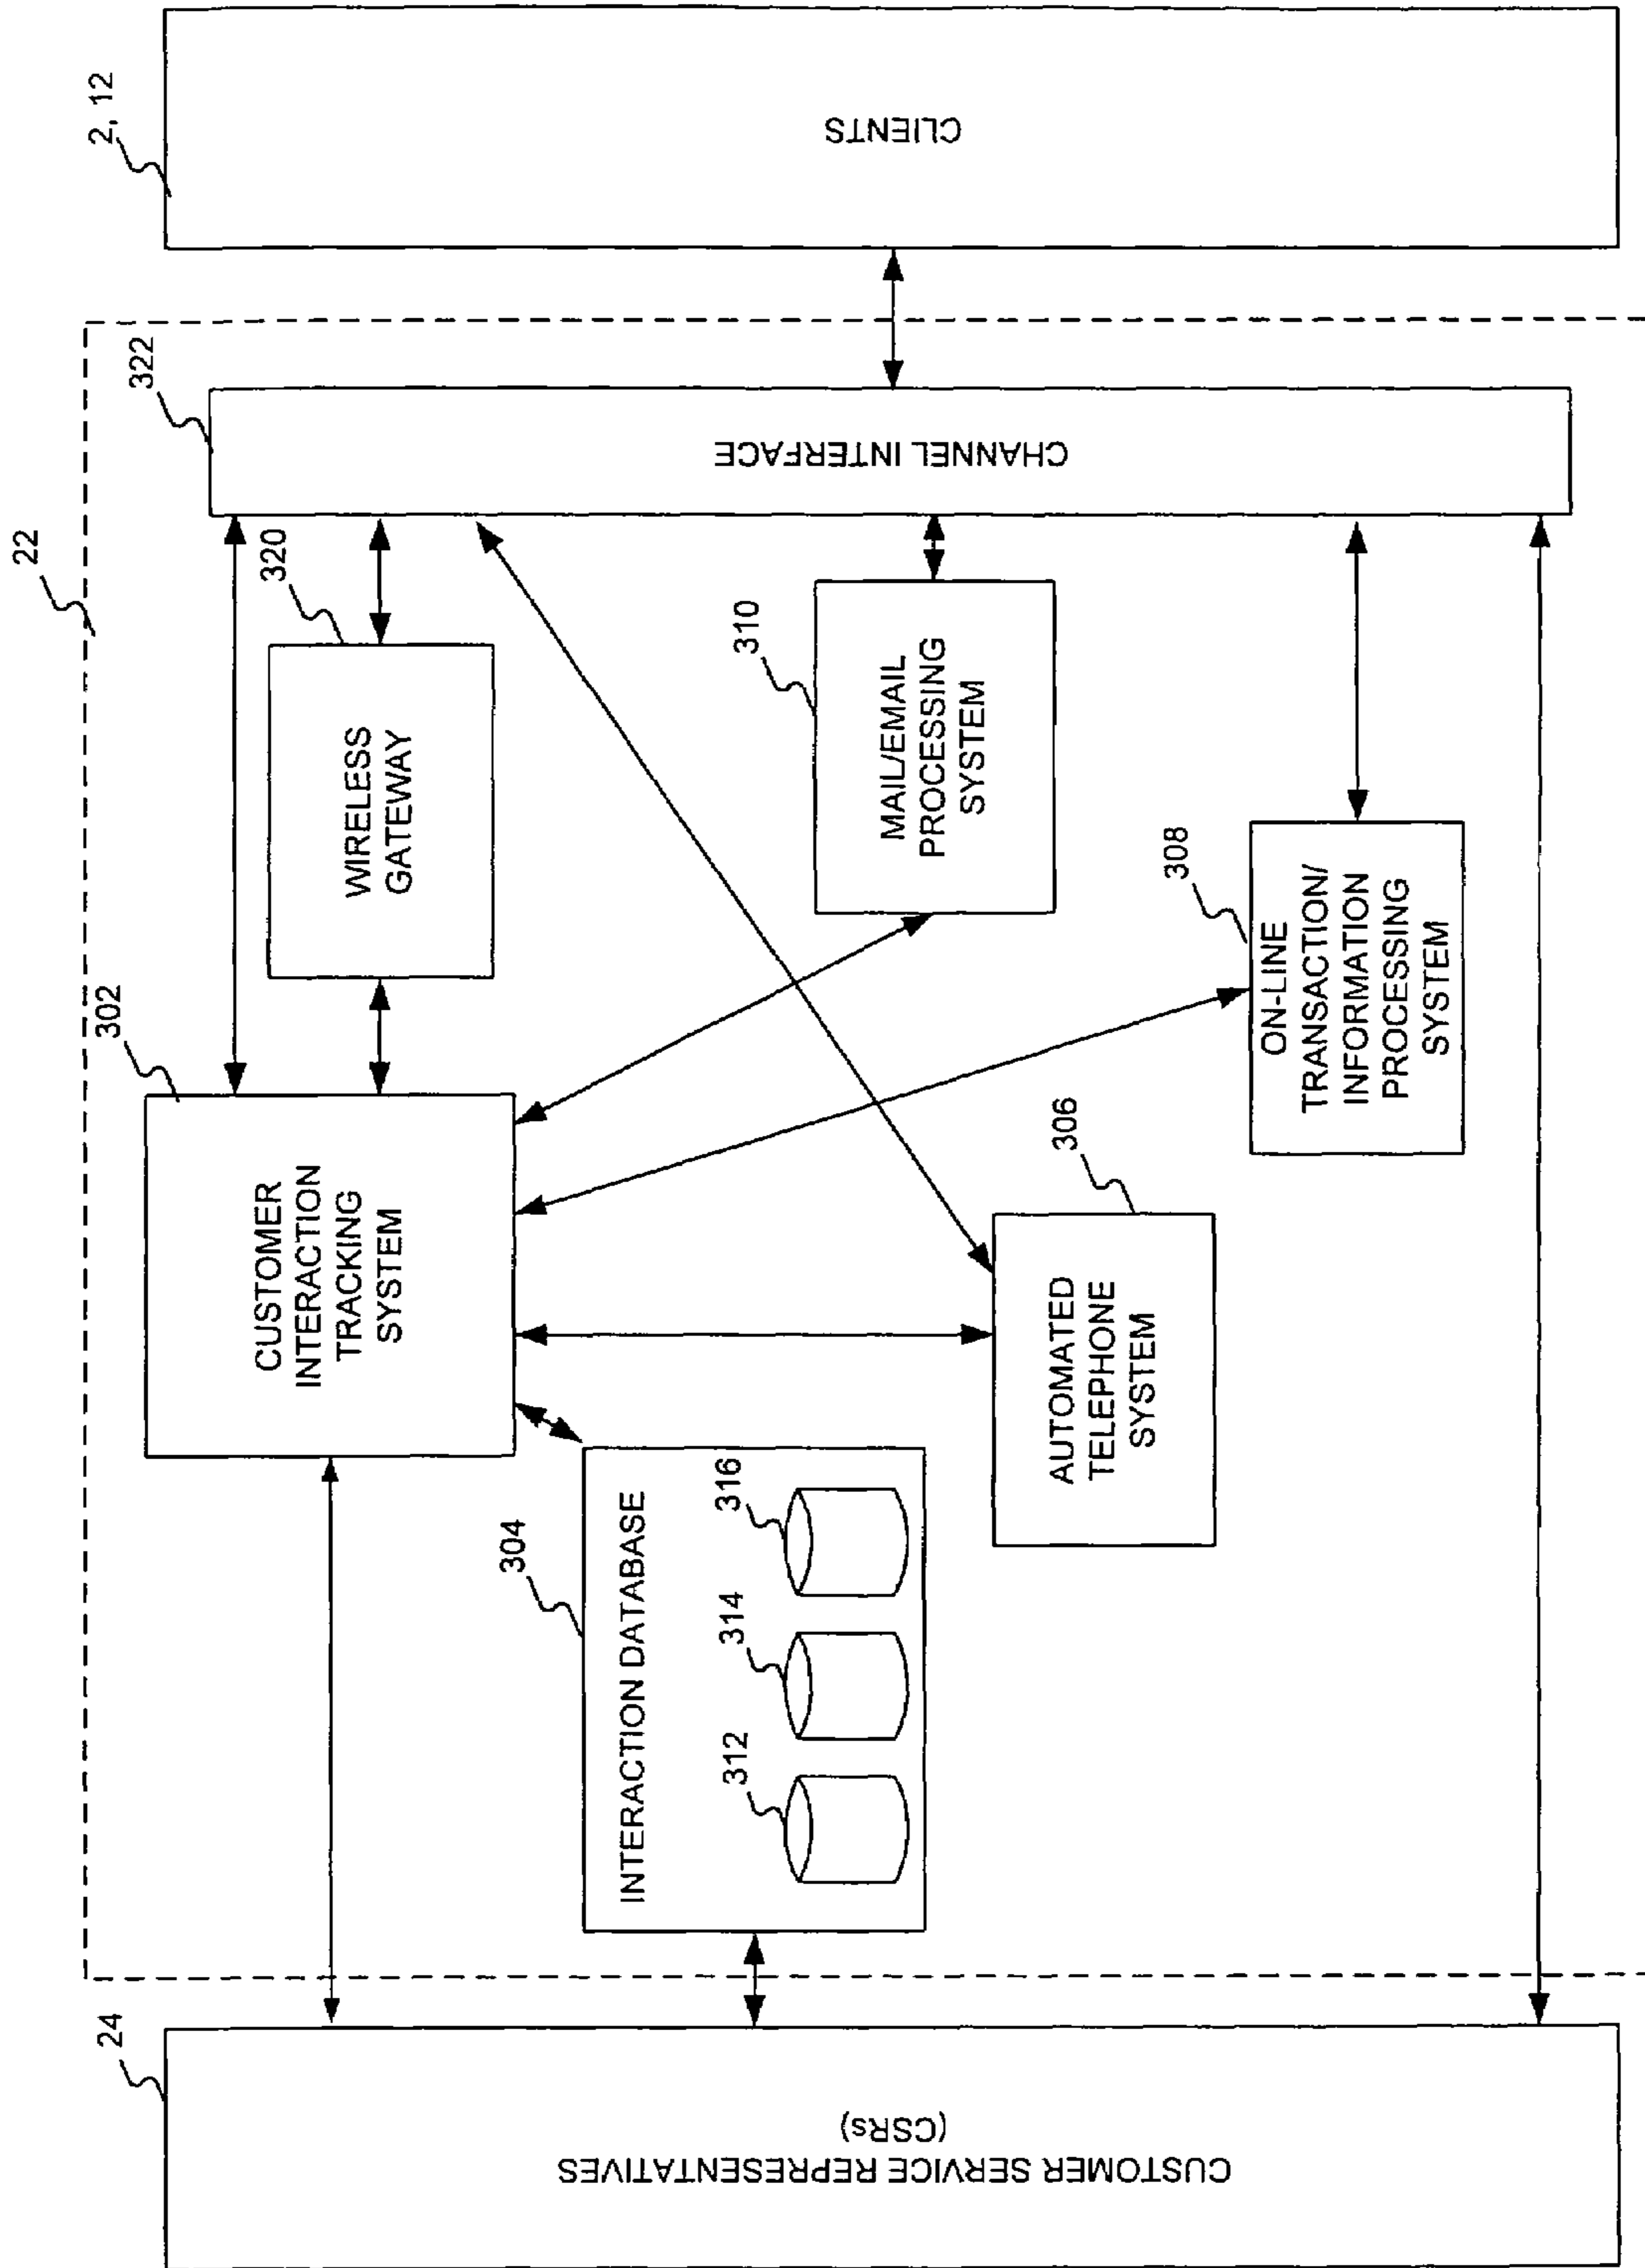 24
CUSTOMER SERVICE REPRESENTATIVES
(CSRs)
22
302
CUSTOMER
INTERACTION
TRACKING
SYSTEM
320
WIRELESS
GATEWAY
322
CHANNEL INTERFACE
2, 12
CLIENTS
304
INTERACTION DATABASE
312
314
316
306
AUTOMATED
TELEPHONE
SYSTEM
310
MAIL/EMAIL
PROCESSING
SYSTEM
308
ON-LINE
TRANSACTION/
INFORMATION
PROCESSING
SYSTEM